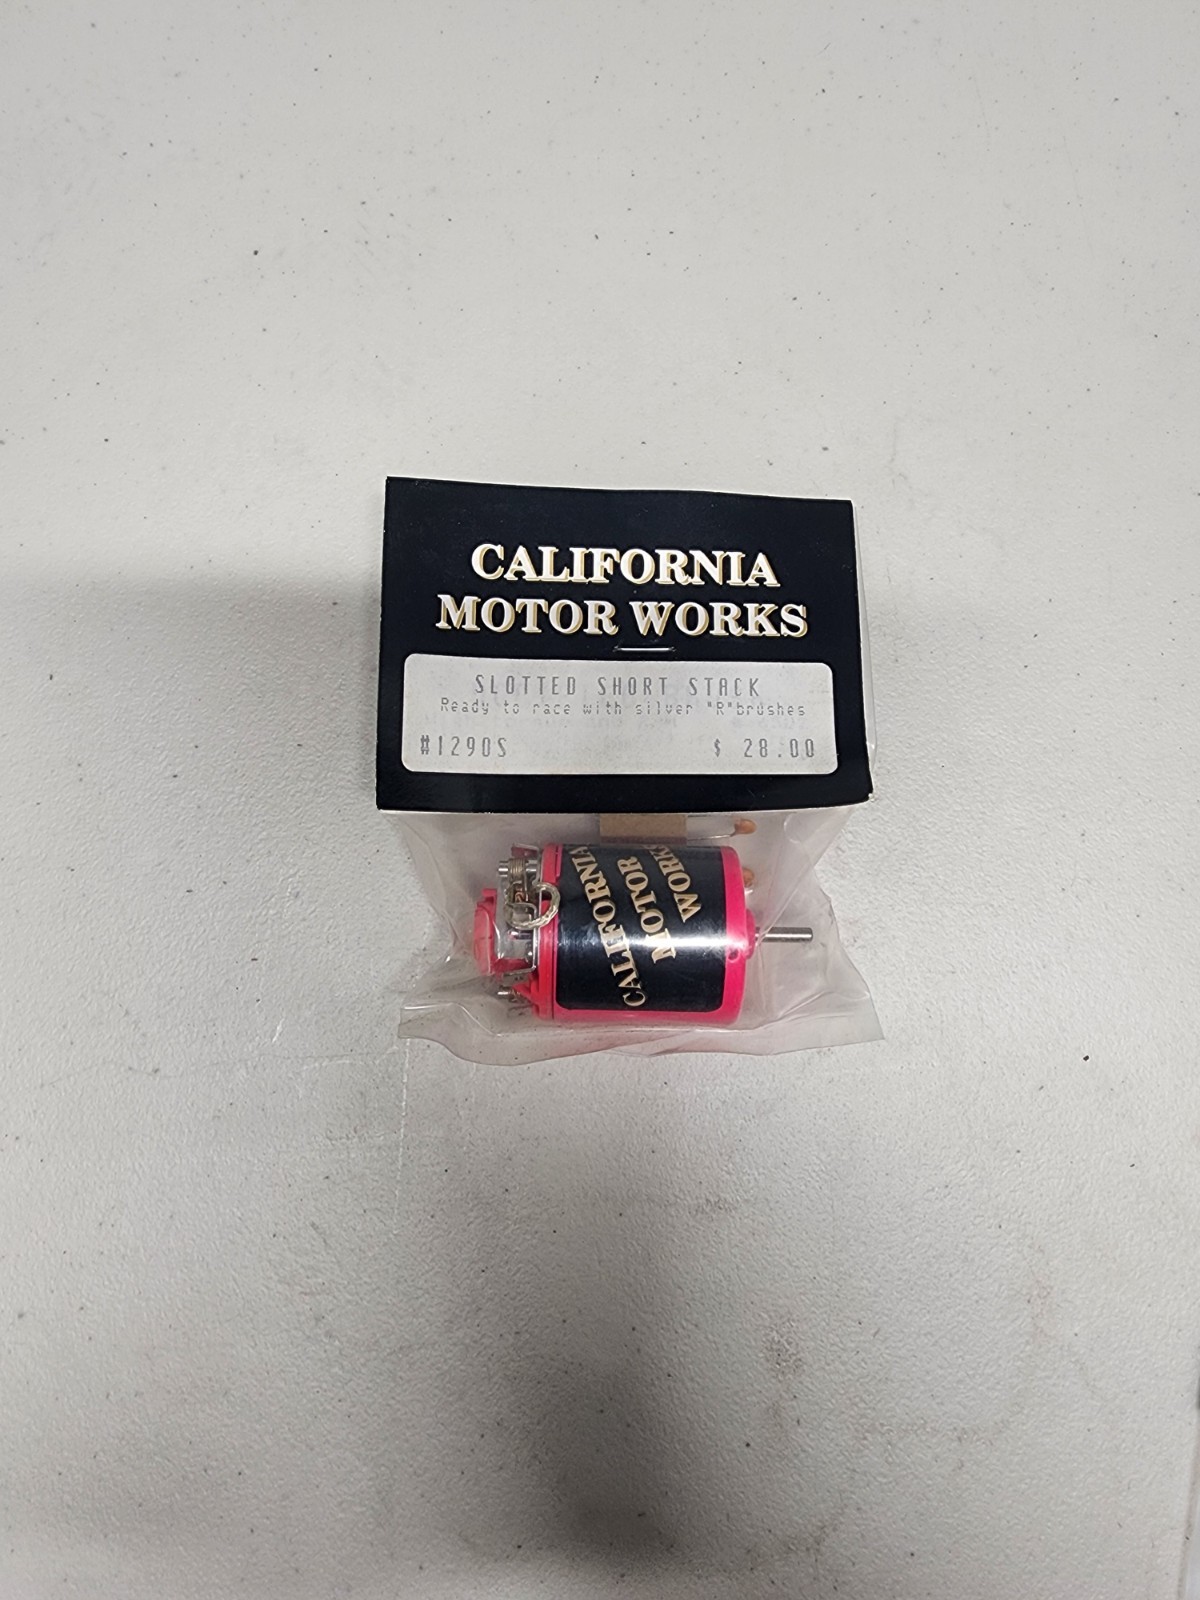 CALIFORNIA
MOTOR WORKS
SLOTTED SHORT STACK
Ready to race with silver "R"brushes
#1290S $ 28.00
CALIFORNIA
MOTOR
WORKS